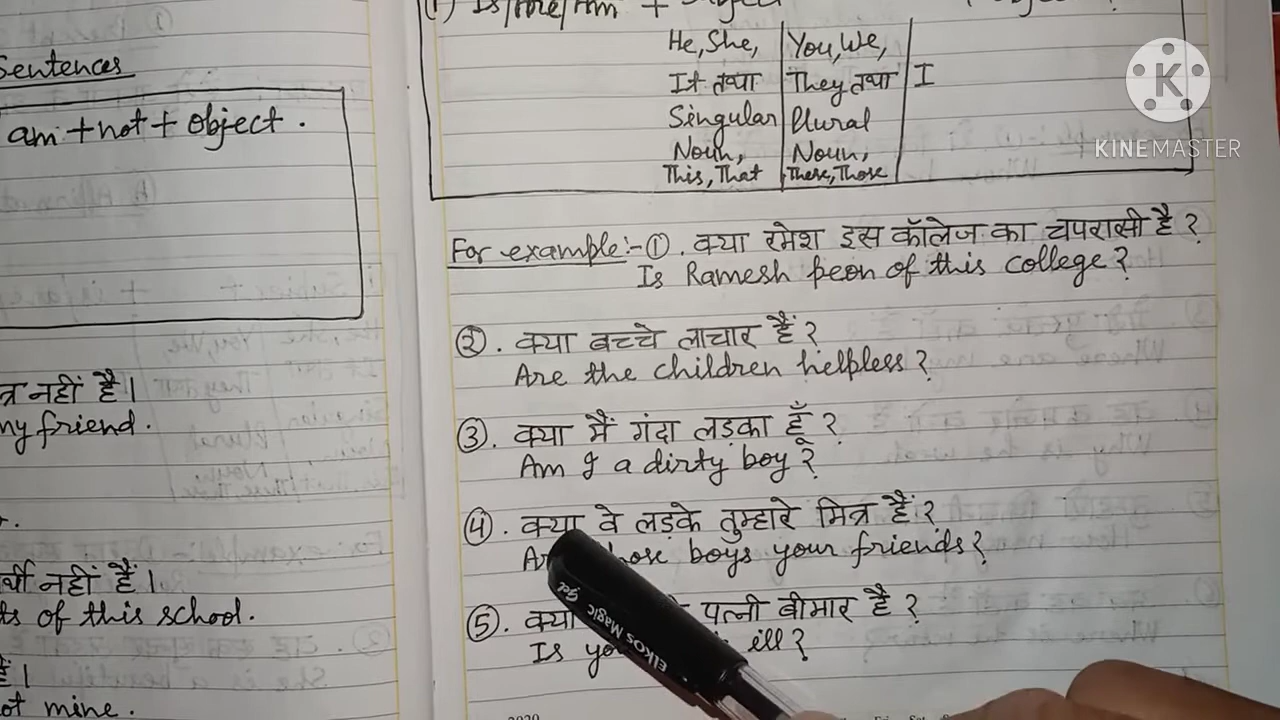 Sentences
am + not + object.
नहीं है।
my friend.
नहीं हैं।
of this school.
not mine.
(1) Is/Are/Am +
He, She, You, We,
It तथा They तथा I
Singular Plural
Noun, Noun,
This, That These, Those
For example:- ①. क्या रमेश इस कॉलेज का चपरासी है?
Is Ramesh peon of this college?
②. क्या बच्चे लाचार हैं?
Are the children helpless?
③. क्या मैं गंदा लड़का हूँ?
Am I a dirty boy?
④. क्या वे लड़के तुम्हारे मित्र हैं?
boys your friends?
⑤. क्या पत्नी बीमार है?
Is ill?
Elkos Magic Gel
K
KINEMASTER